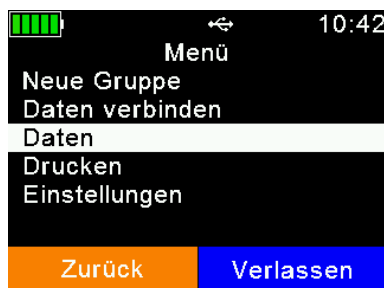 10:42
Menü
Neue Gruppe
Daten verbinden
Daten
Drucken
Einstellungen
Zurück Verlassen